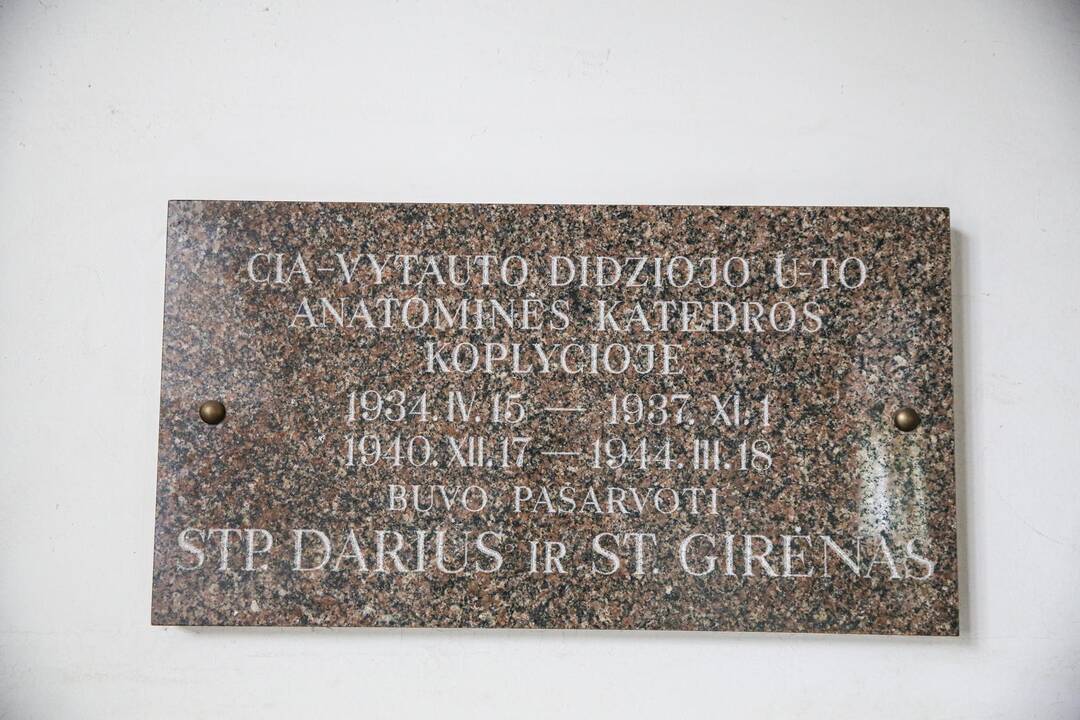 ČIA-VYTAUTO DIDŽIOJO U-TO
ANATOMINĖS KATEDROS
KOPLYČIOJE
1934.IV.15 — 1937.XI.1
1940.XII.17 — 1944.III.18
BUVO PAŠARVOTI
STP. DARIUS IR ST. GIRĖNAS